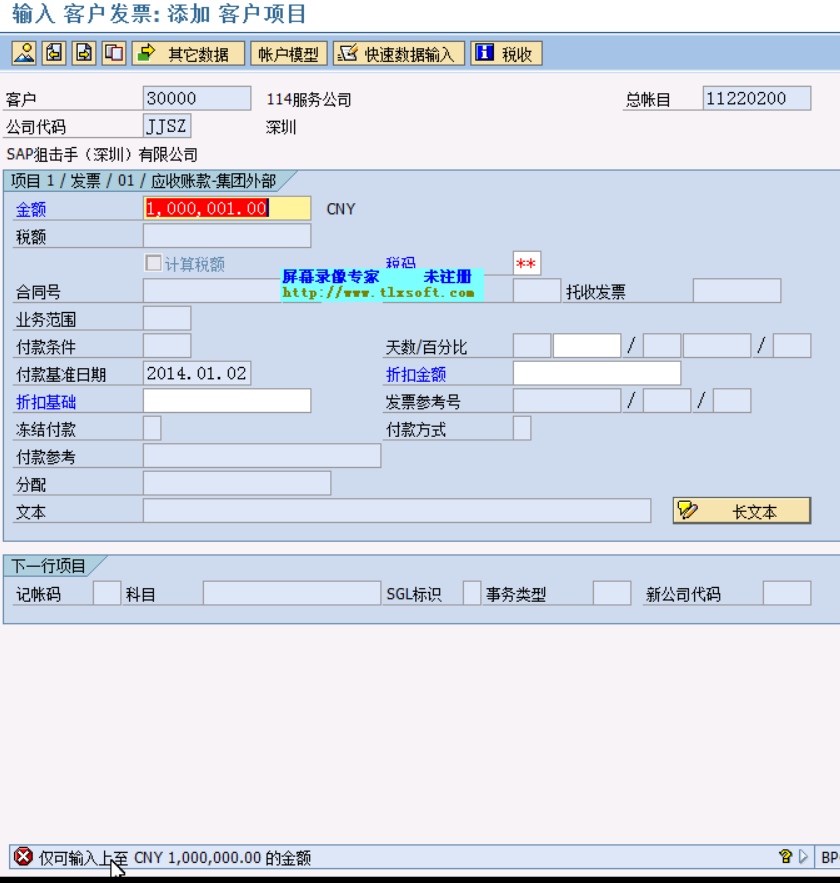 输入 客户发票: 添加 客户项目
其它数据 帐户模型 快速数据输入 税收
客户 30000 114服务公司 总帐目 11220200
公司代码 JJSZ 深圳
SAP狙击手（深圳）有限公司
项目 1 / 发票 / 01 / 应收账款-集团外部
金额 1,000,001.00 CNY
税额
计算税额 税码 **
屏幕录像专家 未注册
http://www.tlxsoft.com
合同号 托收发票
业务范围
付款条件 天数/百分比 / /
付款基准日期 2014.01.02 折扣金额
折扣基础 发票参考号 / /
冻结付款 付款方式
付款参考
分配
文本 长文本
下一行项目
记帐码 科目 SGL标识 事务类型 新公司代码
仅可输入上至 CNY 1,000,000.00 的金额 BP